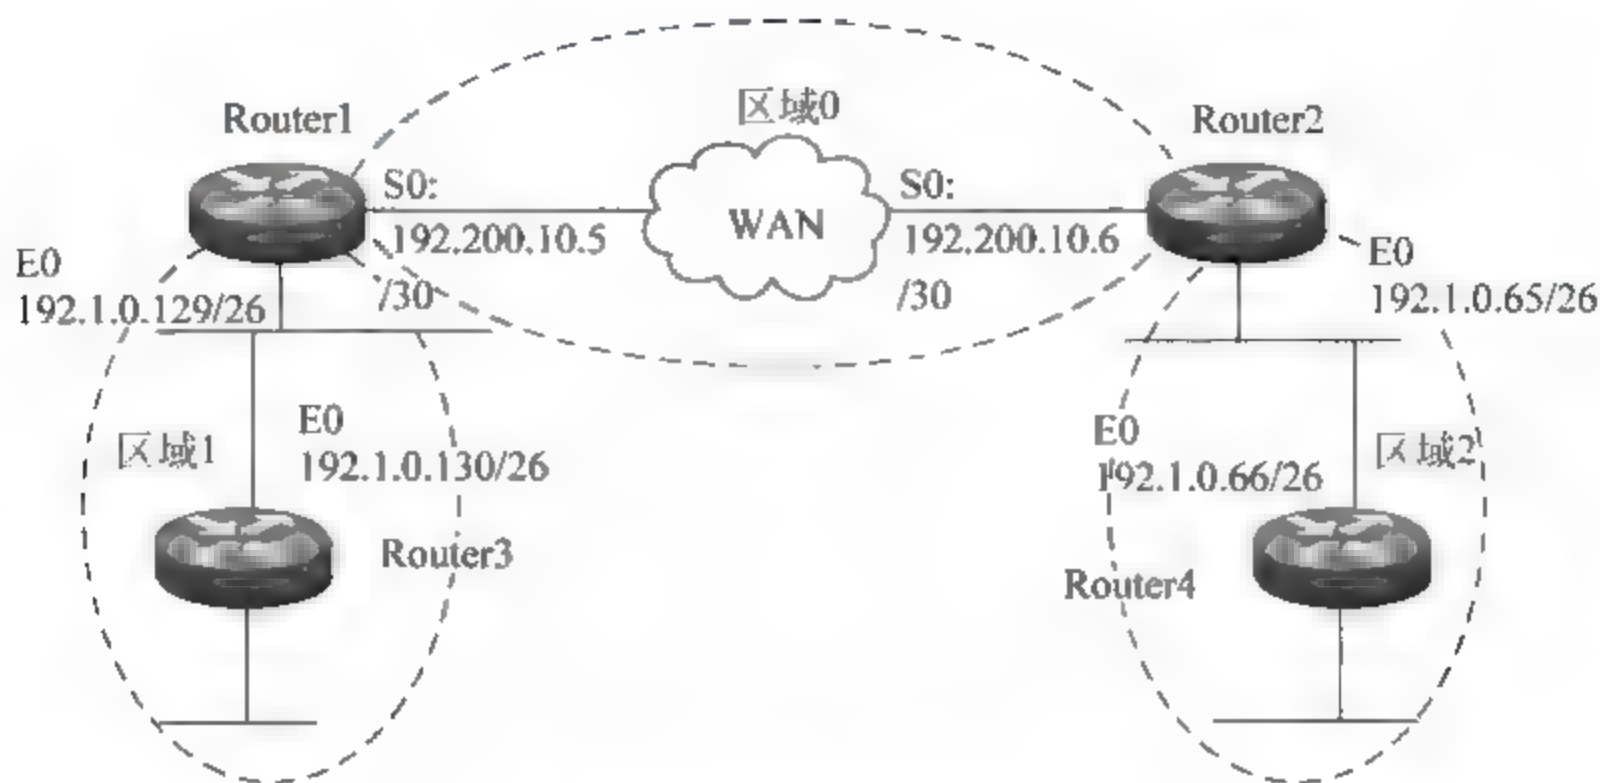 区域0
Router1
Router2
S0:
192.200.10.5
/30
WAN
S0:
192.200.10.6
/30
E0
192.1.0.129/26
E0
192.1.0.65/26
区域1
E0
192.1.0.130/26
Router3
E0
192.1.0.66/26
区域2
Router4